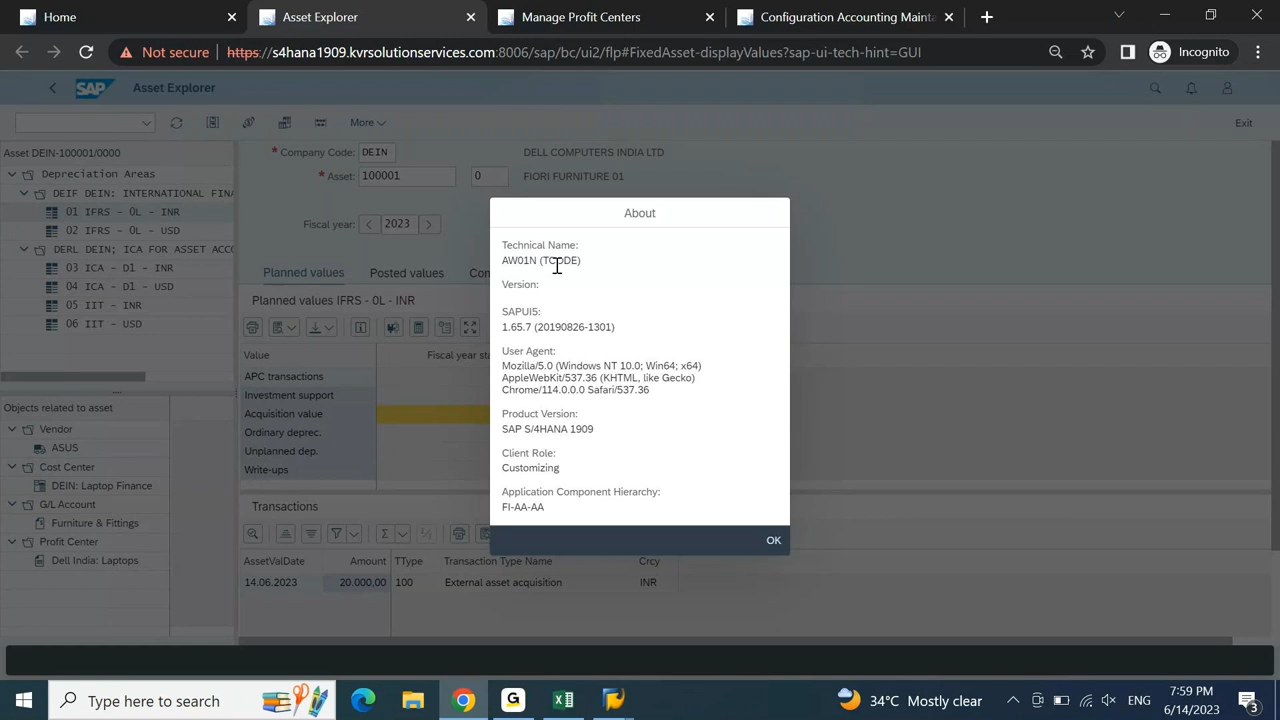 Home
Asset Explorer
Manage Profit Centers
Configuration Accounting Mainta
Not secure
https://s4hana1909.kvrsolutionservices.com:8006/sap/bc/ui2/flp#FixedAsset-displayValues?sap-ui-tech-hint=GUI
Incognito
SAP
Asset Explorer
More
Exit
Asset DEIN-100001/0000
Depreciation Areas
DEIF DEIN: INTERNATIONAL FINA
01 IFRS - 0L - INR
02 IFRS - 0L - USD
DERL DEIN; ICA FOR ASSET ACCO
03 ICA - D1 - INR
04 ICA - D1 - USD
05 IIT - INR
06 IIT - USD
Objects related to asset
Vendor
ASUS
Cost Center
DEIN: Laptop Finance
G/L Account
Furniture & Fittings
Profit Center
Dell India: Laptops
* Company Code: DEIN DELL COMPUTERS INDIA LTD
* Asset: 100001 0 FIORI FURNITURE 01
Fiscal year: 2023
Planned values
Posted values
Planned values IFRS - 0L - INR
Value
Fiscal year sta
APC transactions
Investment support
Acquisition value
Ordinary deprec.
Unplanned dep.
Write-ups
Transactions
AssetValDate Amount TType Transaction Type Name Crcy
14.06.2023 20.000,00 100 External asset acquisition INR
About
Technical Name:
AW01N (TCODE)
Version:
SAPUI5:
1.65.7 (20190826-1301)
User Agent:
Mozilla/5.0 (Windows NT 10.0; Win64; x64)
AppleWebKit/537.36 (KHTML, like Gecko)
Chrome/114.0.0.0 Safari/537.36
Product Version:
SAP S/4HANA 1909
Client Role:
Customizing
Application Component Hierarchy:
FI-AA-AA
OK
Type here to search
34°C Mostly clear
ENG
7:59 PM
6/14/2023
3